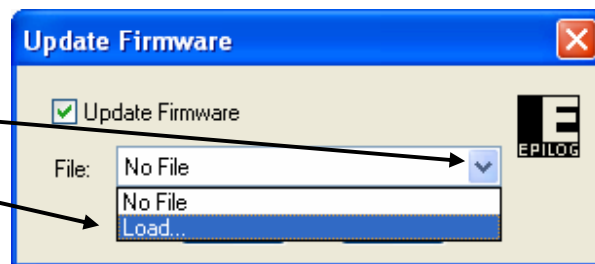 Update Firmware
Update Firmware
EPILOG
File: No File
No File
Load...